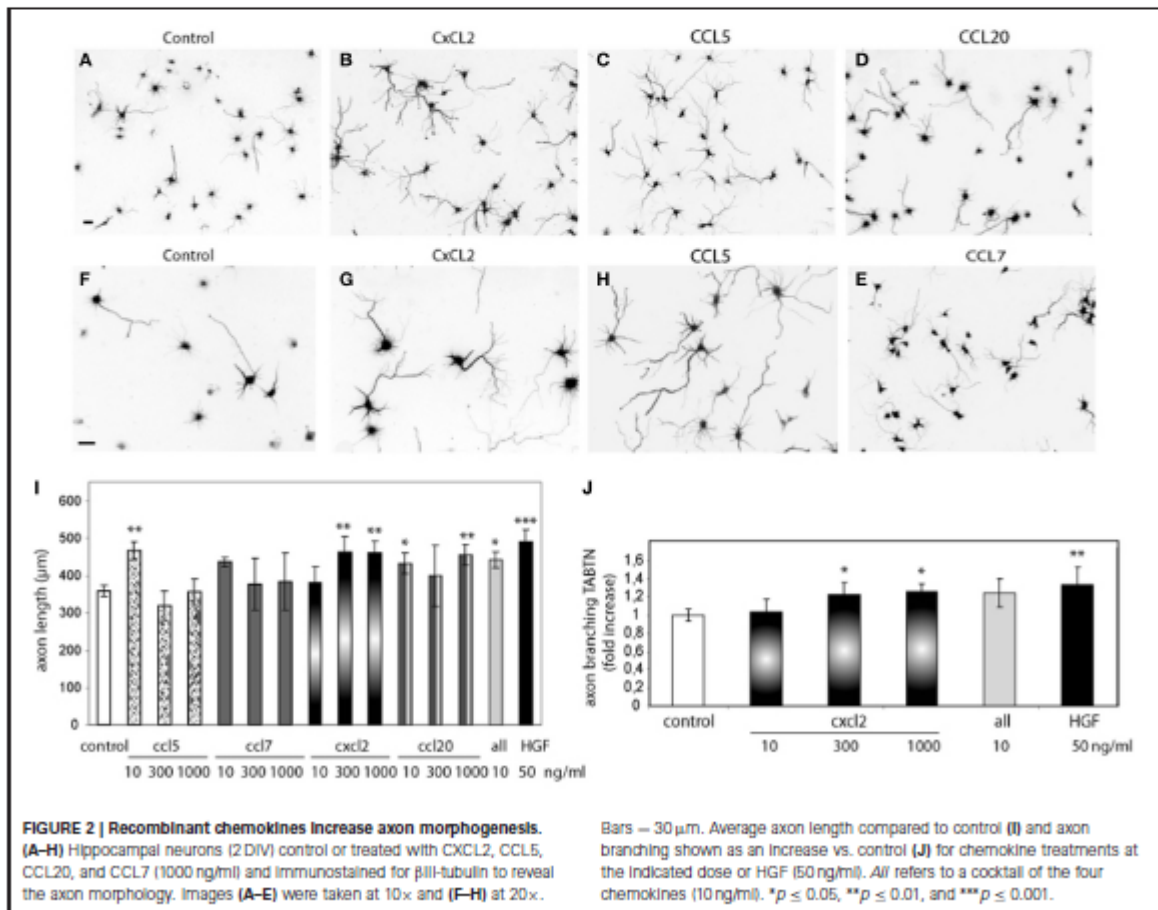 Control
CxCL2
CCL5
CCL20
A
B
C
D
Control
CxCL2
CCL5
CCL7
F
G
H
E
I
600
500
400
300
200
100
0
axon length (µm)
** ** ** * ** * ***
control ccl5 ccl7 cxcl2 ccl20 all HGF
10 300 1000 10 300 1000 10 300 1000 10 300 1000 10 50 ng/ml
J
1,6
1,4
1,2
1
0,8
0,6
0,4
0,2
0
axon branching TABTN
(fold increase)
* * **
control cxcl2 all HGF
10 300 1000 10 50 ng/ml
FIGURE 2 | Recombinant chemokines increase axon morphogenesis.
(A–H) Hippocampal neurons (2 DIV) control or treated with CXCL2, CCL5,
CCL20, and CCL7 (1000 ng/ml) and immunostained for βIII-tubulin to reveal
the axon morphology. Images (A–E) were taken at 10× and (F–H) at 20×.
Bars = 30 µm. Average axon length compared to control (I) and axon
branching shown as an increase vs. control (J) for chemokine treatments at
the indicated dose or HGF (50 ng/ml). All refers to a cocktail of the four
chemokines (10 ng/ml). *p ≤ 0.05, **p ≤ 0.01, and ***p ≤ 0.001.